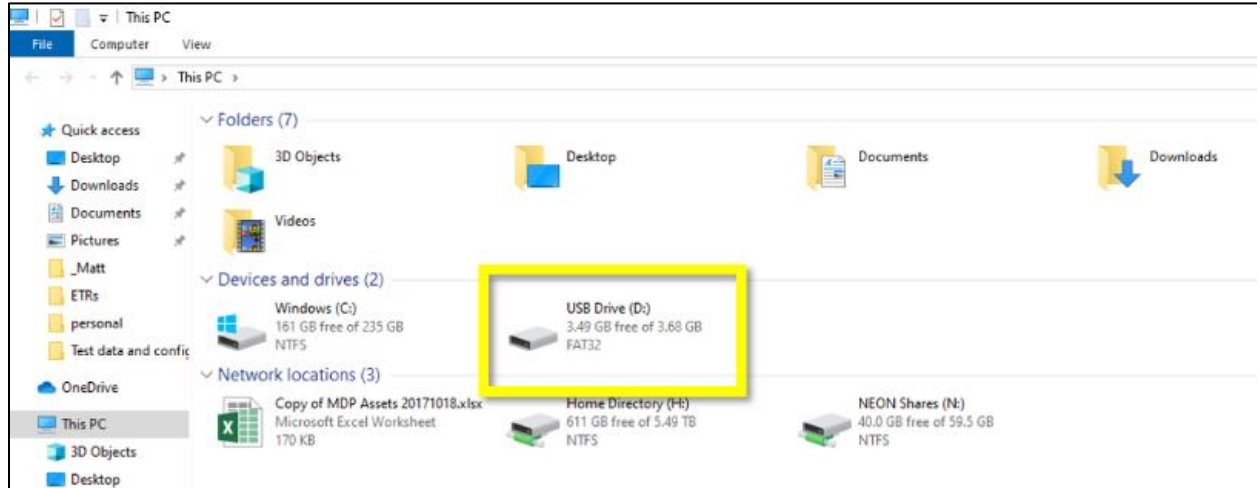 This PC
File Computer View
This PC
Quick access
Desktop
Downloads
Documents
Pictures
_Matt
ETRs
personal
Test data and config
OneDrive
This PC
3D Objects
Desktop
Folders (7)
3D Objects Desktop Documents Downloads
Videos
Devices and drives (2)
Windows (C:)
161 GB free of 235 GB
NTFS
USB Drive (D:)
3.49 GB free of 3.68 GB
FAT32
Network locations (3)
Copy of MDP Assets 20171018.xlsx
Microsoft Excel Worksheet
170 KB
Home Directory (H:)
611 GB free of 5.49 TB
NTFS
NEON Shares (N:)
40.0 GB free of 59.5 GB
NTFS